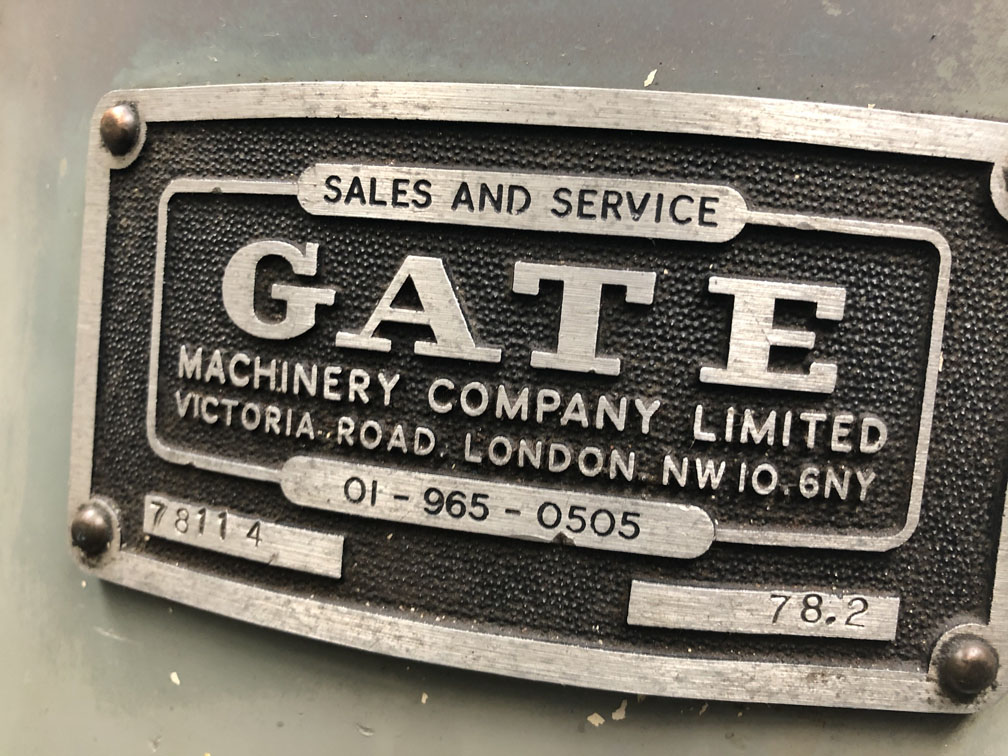 SALES AND SERVICE
GATE
MACHINERY COMPANY LIMITED
VICTORIA ROAD. LONDON. NW10. 6NY
01-965-0505
78114
78.2